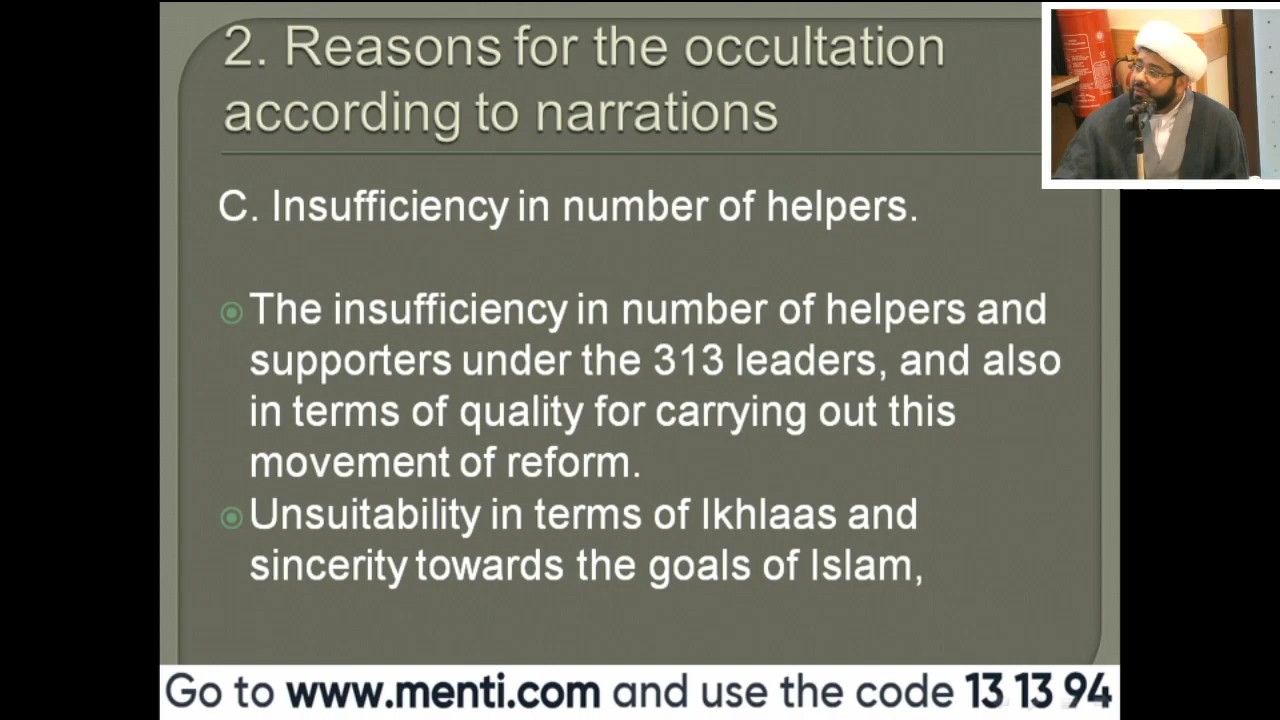 2. Reasons for the occultation
according to narrations
C. Insufficiency in number of helpers.
The insufficiency in number of helpers and
supporters under the 313 leaders, and also
in terms of quality for carrying out this
movement of reform.
Unsuitability in terms of Ikhlaas and
sincerity towards the goals of Islam,
Go to www.menti.com and use the code 13 13 94